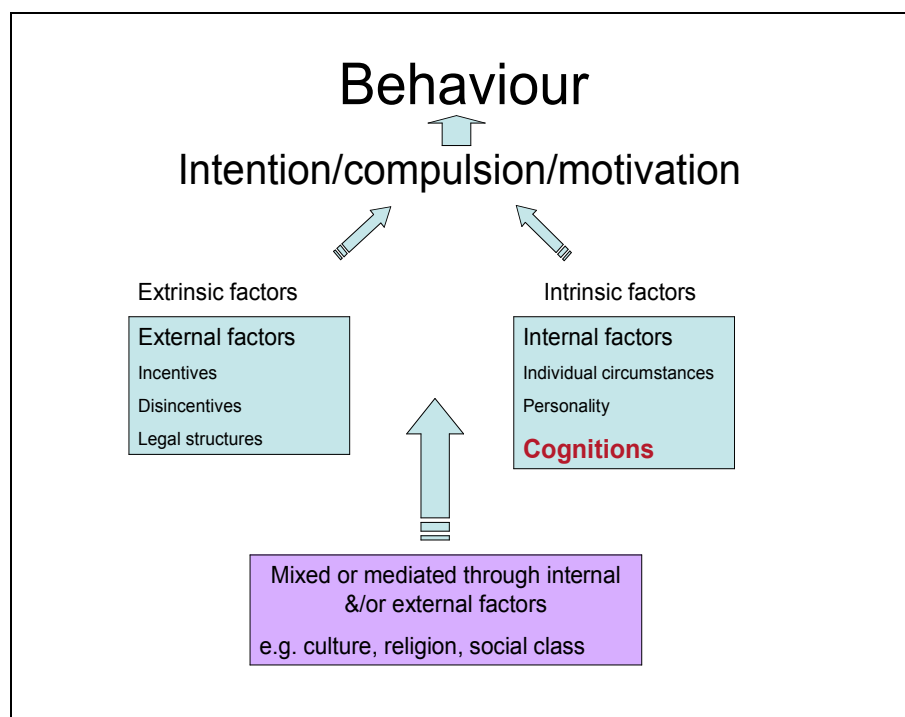 Behaviour
Intention/compulsion/motivation
Extrinsic factors
External factors
Incentives
Disincentives
Legal structures
Intrinsic factors
Internal factors
Individual circumstances
Personality
Cognitions
Mixed or mediated through internal
&/or external factors
e.g. culture, religion, social class